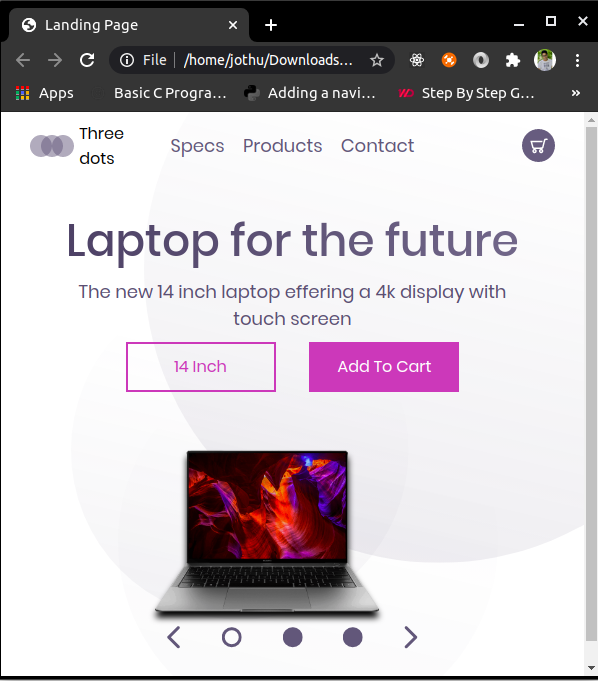 Landing Page
File /home/jothu/Downloads...
Apps Basic C Progra... Adding a navi... Step By Step G... »
Three
dots
Specs Products Contact
Laptop for the future
The new 14 inch laptop effering a 4k display with
touch screen
14 Inch Add To Cart